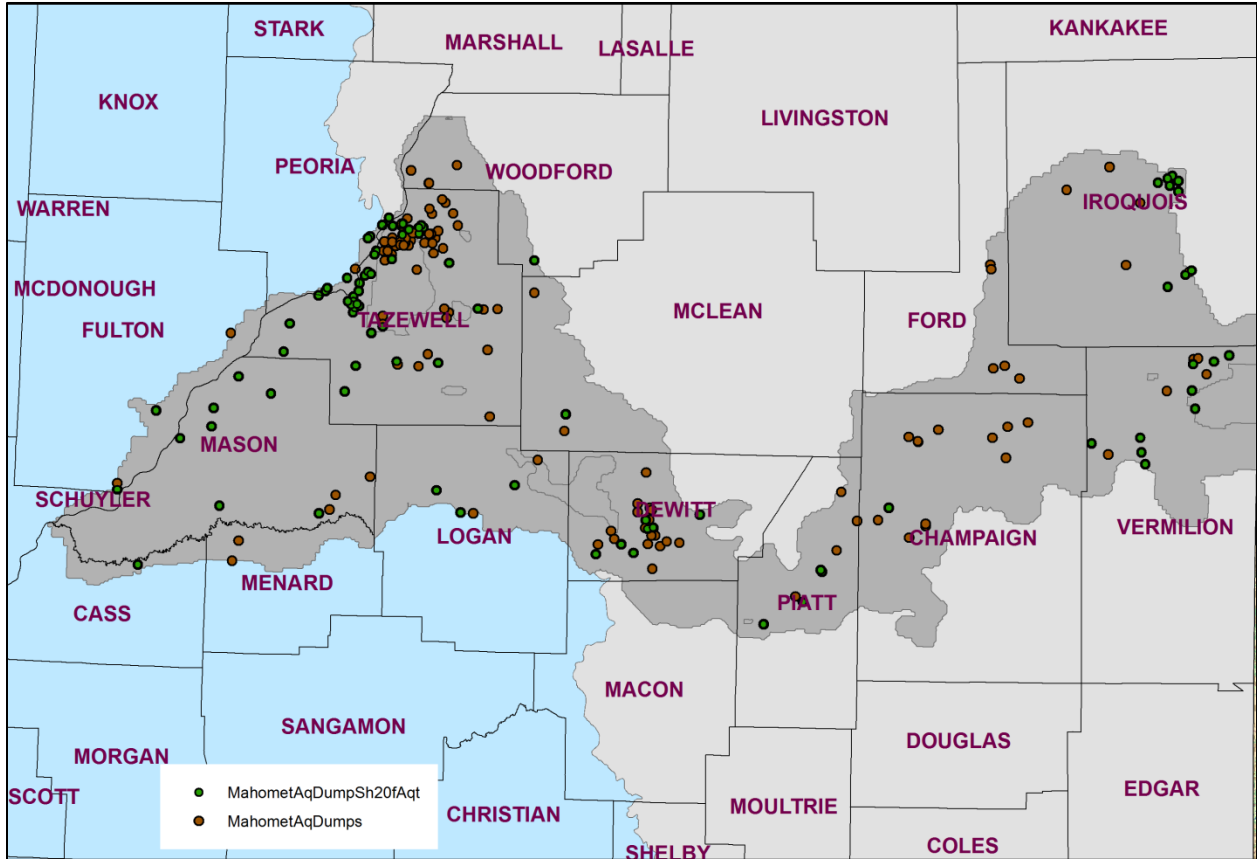 STARK
MARSHALL
LASALLE
KANKAKEE
KNOX
LIVINGSTON
PEORIA
WOODFORD
WARREN
IROQUOIS
MCDONOUGH
FULTON
TAZEWELL
MCLEAN
FORD
MASON
SCHUYLER
DEWITT
LOGAN
CHAMPAIGN
VERMILION
MENARD
CASS
PIATT
MACON
SANGAMON
MORGAN
DOUGLAS
SCOTT
MahometAqDumpSh20fAqt
MahometAqDumps
CHRISTIAN
MOULTRIE
EDGAR
COLES
SHELBY